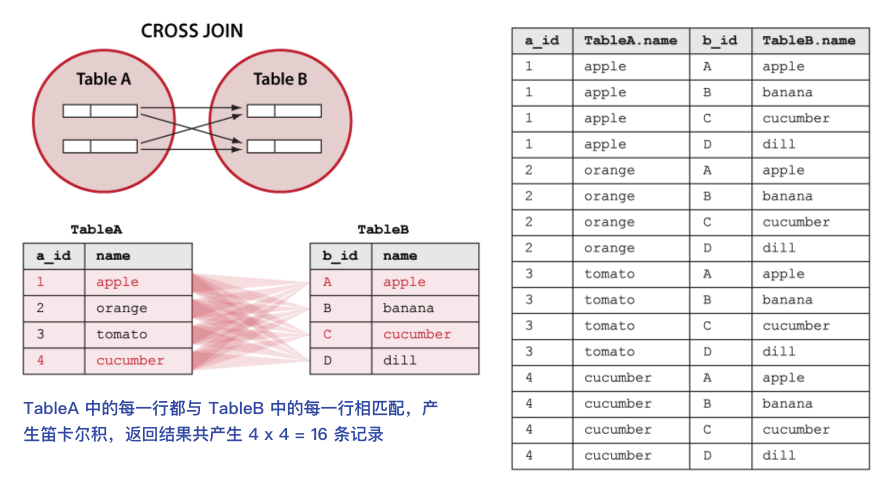 CROSS JOIN
Table A
Table B
TableA
a_id name
1 apple
2 orange
3 tomato
4 cucumber
TableB
b_id name
A apple
B banana
C cucumber
D dill
TableA 中的每一行都与 TableB 中的每一行相匹配，产
生笛卡尔积，返回结果共产生 4 x 4 = 16 条记录
a_id TableA.name b_id TableB.name
1 apple A apple
1 apple B banana
1 apple C cucumber
1 apple D dill
2 orange A apple
2 orange B banana
2 orange C cucumber
2 orange D dill
3 tomato A apple
3 tomato B banana
3 tomato C cucumber
3 tomato D dill
4 cucumber A apple
4 cucumber B banana
4 cucumber C cucumber
4 cucumber D dill